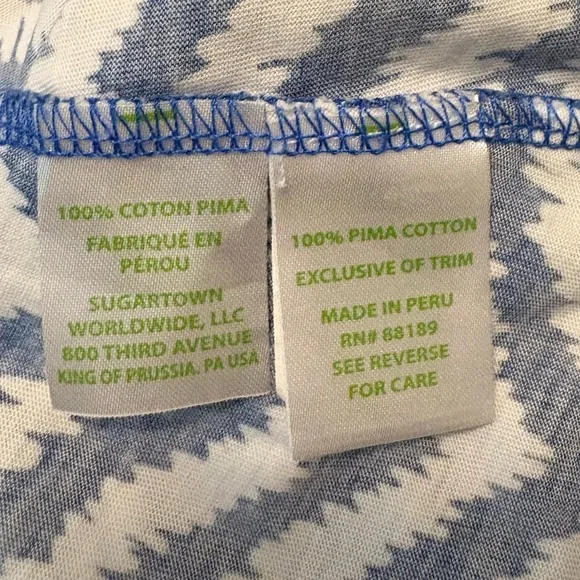 100% COTON PIMA
FABRIQUÉ EN
PÉROU
SUGARTOWN
WORLDWIDE, LLC
800 THIRD AVENUE
KING OF PRUSSIA, PA USA
100% PIMA COTTON
EXCLUSIVE OF TRIM
MADE IN PERU
RN# 88189
SEE REVERSE
FOR CARE